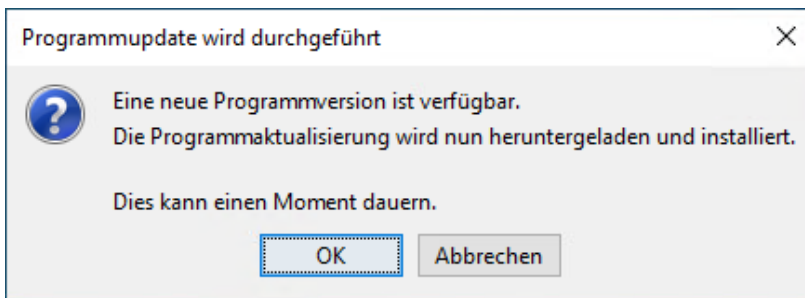 Programmupdate wird durchgeführt
Eine neue Programmversion ist verfügbar.
Die Programmaktualisierung wird nun heruntergeladen und installiert.
Dies kann einen Moment dauern.
OK
Abbrechen